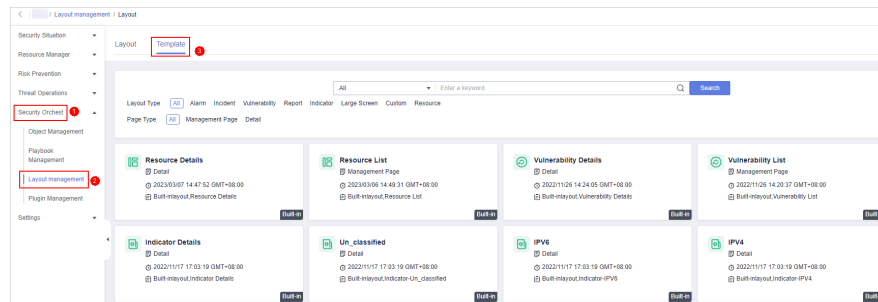 / Layout management / Layout
Security Situation
Resource Manager
Risk Prevention
Threat Operations
Security Orchest 1
Object Management
Playbook
Management
Layout management 2
Plugin Management
Settings
Layout Template 3
All Enter a keyword. Search
Layout Type All Alarm Incident Vulnerability Report Indicator Large Screen Custom Resource
Page Type All Management Page Detail
Resource Details
Detail
2023/03/07 14:47:52 GMT+08:00
Built-inlayout,Resource Details
Built-in
Resource List
Management Page
2023/03/06 14:49:31 GMT+08:00
Built-inlayout,Resource List
Built-in
Vulnerability Details
Detail
2022/11/26 14:24:05 GMT+08:00
Built-inlayout,Vulnerability Details
Built-in
Vulnerability List
Management Page
2022/11/26 14:20:37 GMT+08:00
Built-inlayout,Vulnerability List
Built
Indicator Details
Detail
2022/11/17 17:03:19 GMT+08:00
Built-inlayout,Indicator Details
Built-in
Un_classified
Detail
2022/11/17 17:03:19 GMT+08:00
Built-inlayout,Indicator-Un_classified
Built-in
IPV6
Detail
2022/11/17 17:03:19 GMT+08:00
Built-inlayout,Indicator-IPV6
Built-in
IPV4
Detail
2022/11/17 17:03:19 GMT+08:00
Built-inlayout,Indicator-IPV4
Built